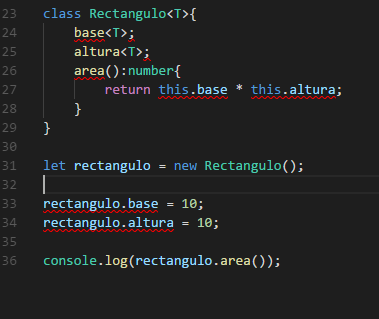 23 class Rectangulo<T>{
24     base<T>;
25     altura<T>;
26     area():number{
27         return this.base * this.altura;
28     }
29 }
30
31 let rectangulo = new Rectangulo();
32
33 rectangulo.base = 10;
34 rectangulo.altura = 10;
35
36 console.log(rectangulo.area());